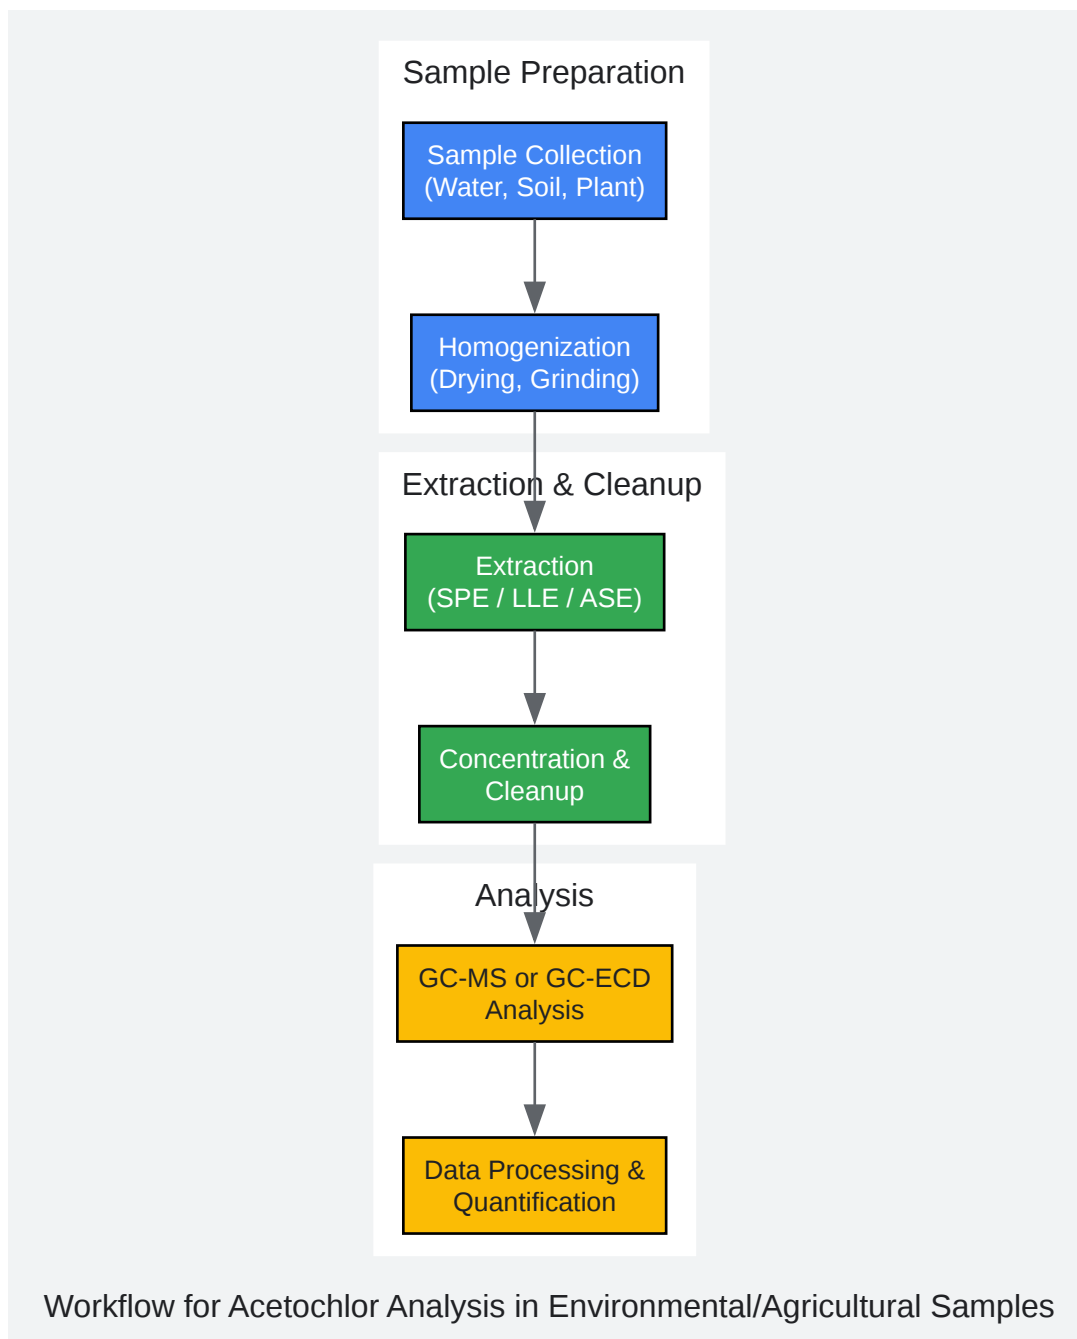 Sample Preparation
Sample Collection
(Water, Soil, Plant)
Homogenization
(Drying, Grinding)
Extraction & Cleanup
Extraction
(SPE / LLE / ASE)
Concentration &
Cleanup
Analysis
GC-MS or GC-ECD
Analysis
Data Processing &
Quantification
Workflow for Acetochlor Analysis in Environmental/Agricultural Samples